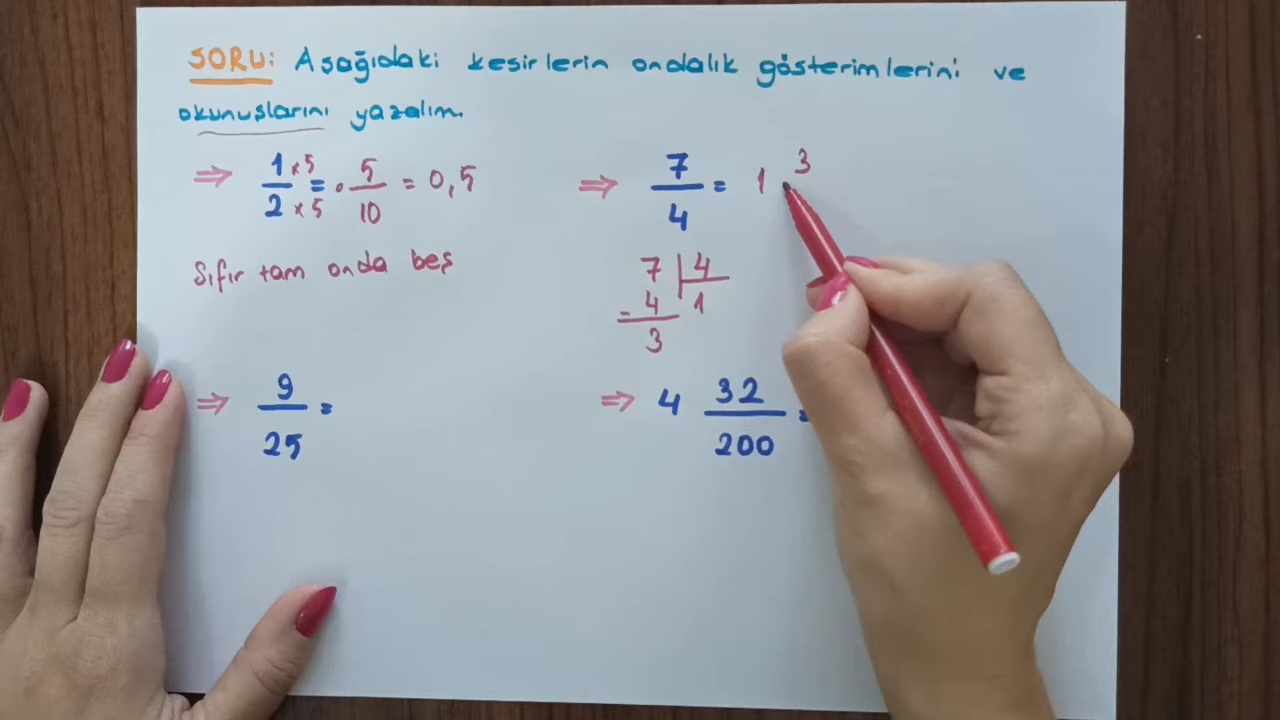 SORU: Aşağıdaki kesirlerin ondalık gösterimlerini ve
okunuşlarını yazalım.
⇒ 1/2 ×5 ×5 = 5/10 = 0,5
Sıfır tam onda beş
⇒ 7/4 = 1 3
7 | 4
- 4 1
3
⇒ 9/25 =
⇒ 4 32/200 =